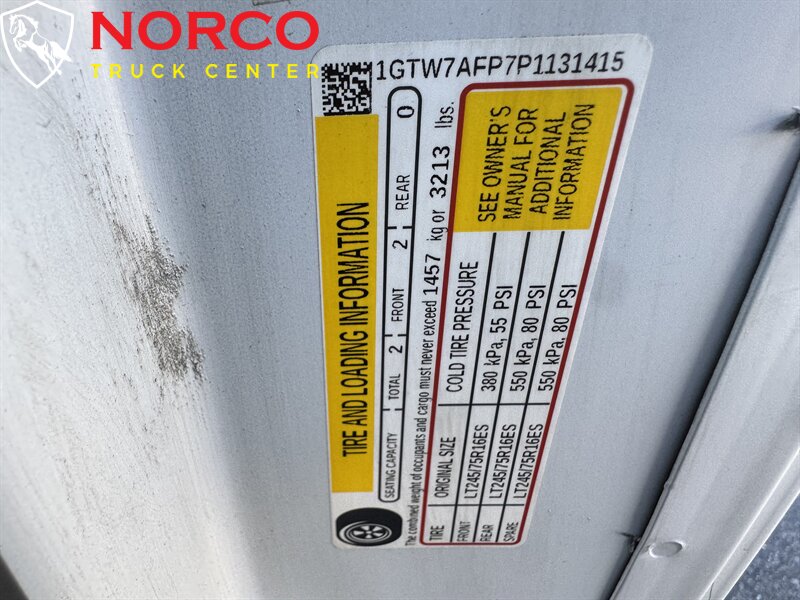 NORCO
TRUCK CENTER
1GTW7AFP7P1131415
TIRE AND LOADING INFORMATION
SEATING CAPACITY TOTAL 2 FRONT 2 REAR 0
The combined weight of occupants and cargo must never exceed 1457 kg or 3213 lbs.
TIRE ORIGINAL SIZE COLD TIRE PRESSURE
FRONT LT245/75R16ES 380 kPa, 55 PSI
REAR LT245/75R16ES 550 kPa, 80 PSI
SPARE LT245/75R16ES 550 kPa, 80 PSI
SEE OWNER'S
MANUAL FOR
ADDITIONAL
INFORMATION